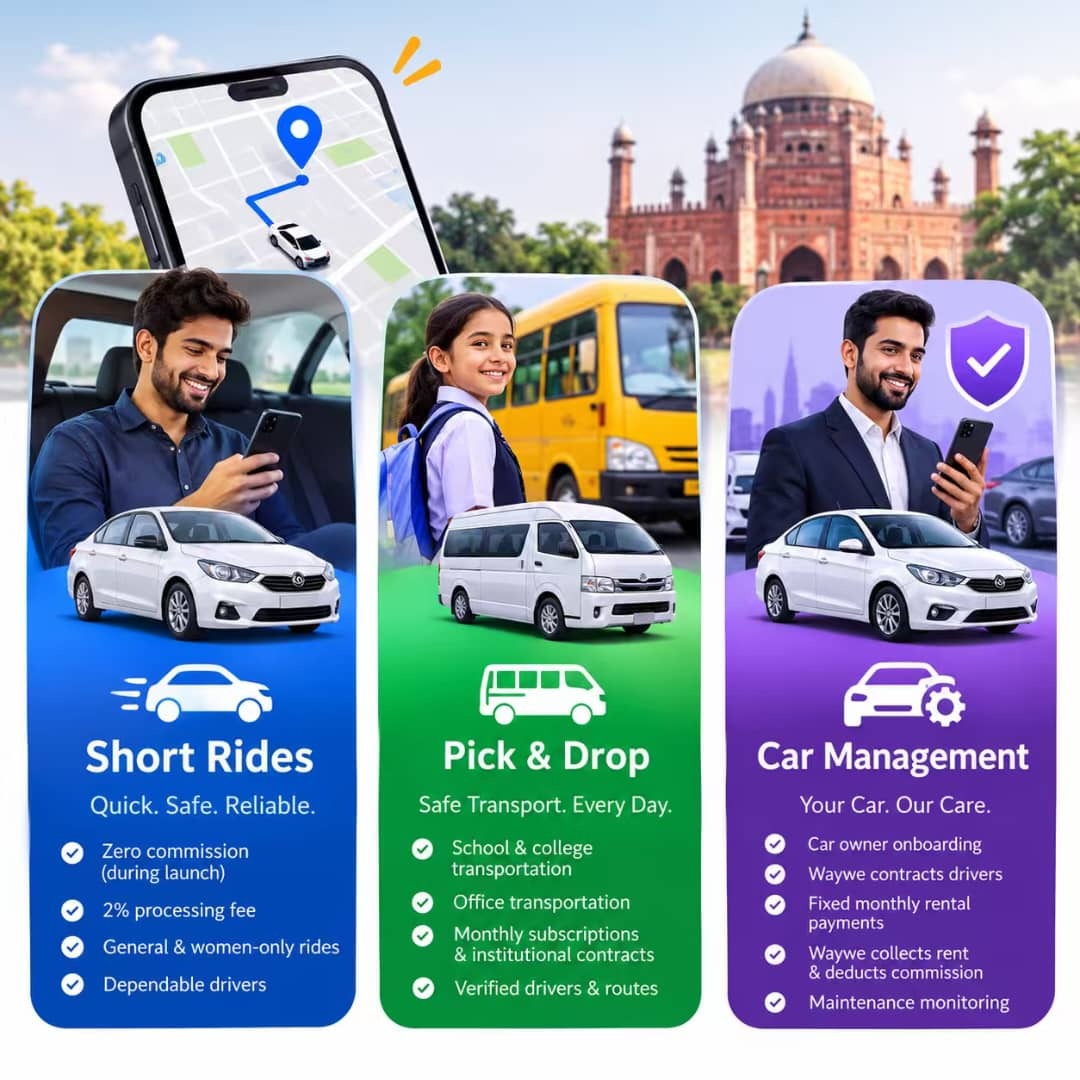 Short Rides
Quick. Safe. Reliable.
Zero commission
(during launch)
2% processing fee
General & women-only rides
Dependable drivers
Pick & Drop
Safe Transport. Every Day.
School & college
transportation
Office transportation
Monthly subscriptions
& institutional contracts
Verified drivers & routes
Car Management
Your Car. Our Care.
Car owner onboarding
Waywe contracts drivers
Fixed monthly rental
payments
Waywe collects rent
& deducts commission
Maintenance monitoring